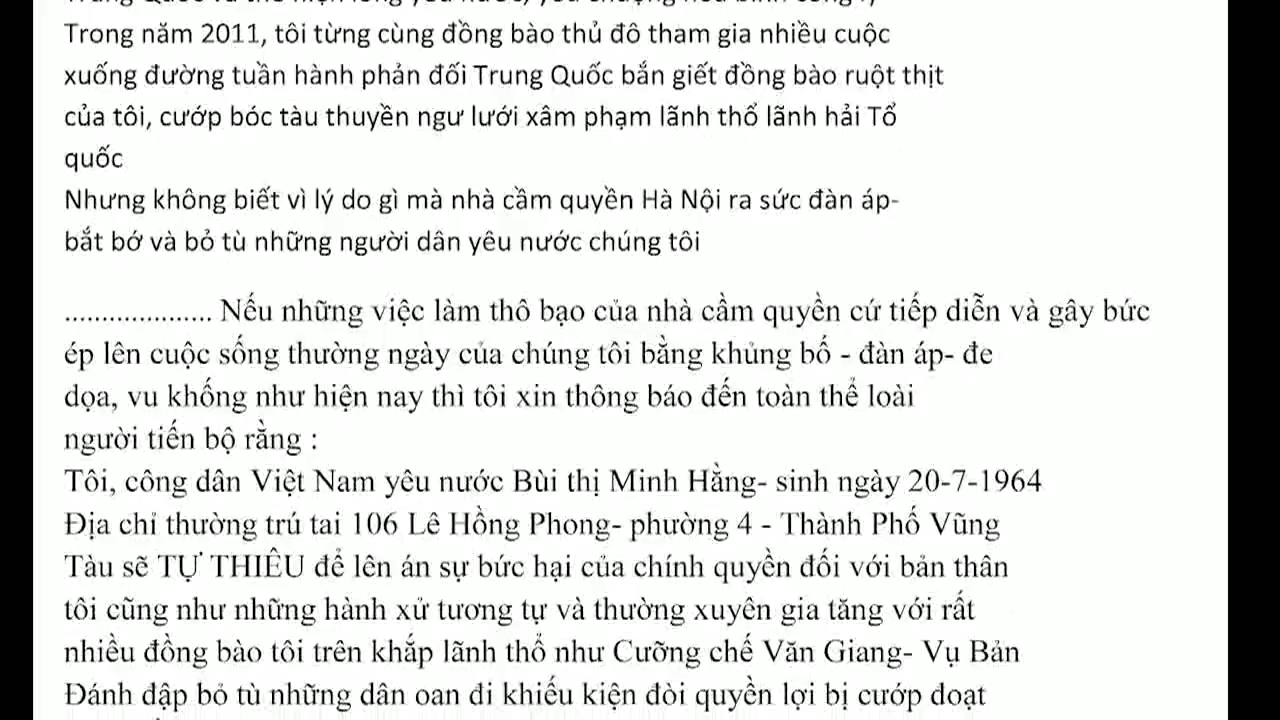 Trong năm 2011, tôi từng cùng đồng bào thủ đô tham gia nhiều cuộc
xuống đường tuần hành phản đối Trung Quốc bắn giết đồng bào ruột thịt
của tôi, cướp bóc tàu thuyền ngư lưới xâm phạm lãnh thổ lãnh hải Tổ
quốc
Nhưng không biết vì lý do gì mà nhà cầm quyền Hà Nội ra sức đàn áp-
bắt bớ và bỏ tù những người dân yêu nước chúng tôi
.................... Nếu những việc làm thô bạo của nhà cầm quyền cứ tiếp diễn và gây bức
ép lên cuộc sống thường ngày của chúng tôi bằng khủng bố - đàn áp- đe
dọa, vu khống như hiện nay thì tôi xin thông báo đến toàn thể loài
người tiến bộ rằng :
Tôi, công dân Việt Nam yêu nước Bùi thị Minh Hằng- sinh ngày 20-7-1964
Địa chỉ thường trú tai 106 Lê Hồng Phong- phường 4 - Thành Phố Vũng
Tàu sẽ TỰ THIÊU để lên án sự bức hại của chính quyền đối với bản thân
tôi cũng như những hành xử tương tự và thường xuyên gia tăng với rất
nhiều đồng bào tôi trên khắp lãnh thổ như Cưỡng chế Văn Giang- Vụ Bản
Đánh đập bỏ tù những dân oan đi khiếu kiện đòi quyền lợi bị cướp đoạt